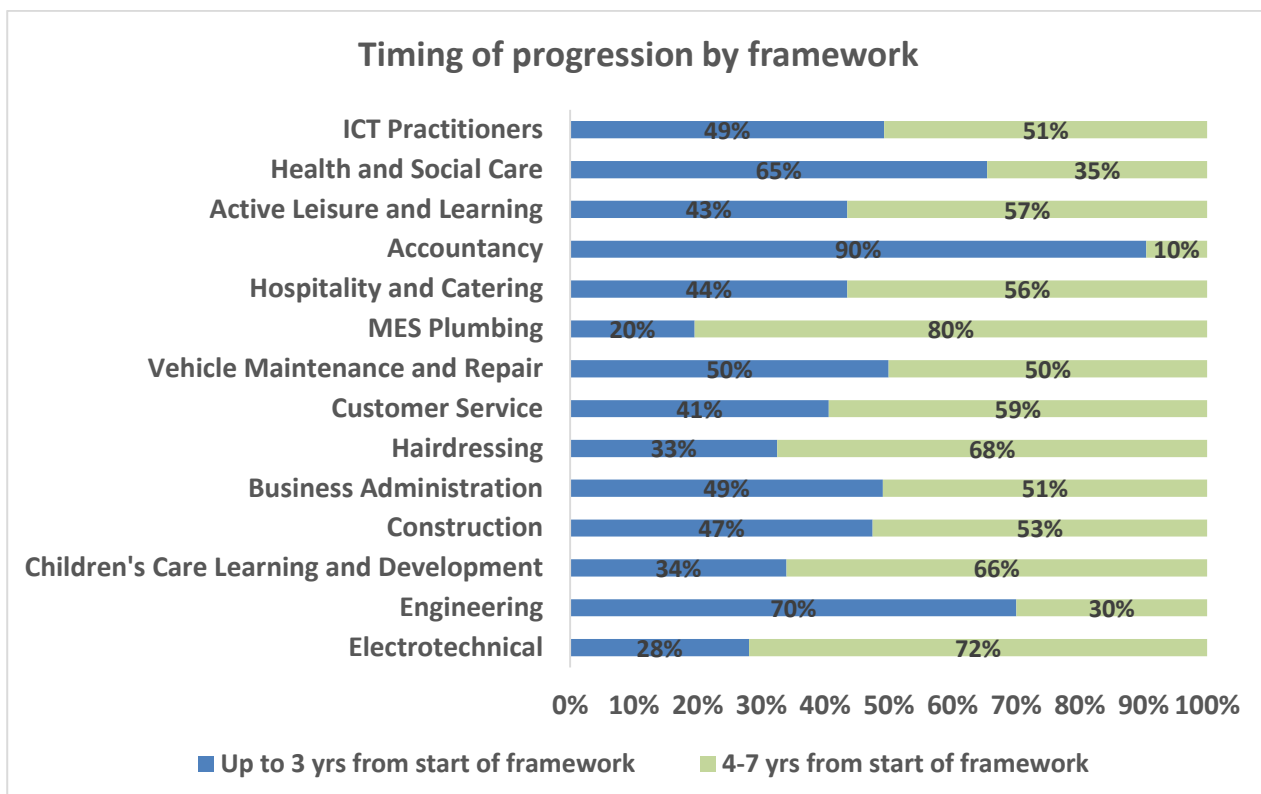 Timing of progression by framework
ICT Practitioners 49% 51%
Health and Social Care 65% 35%
Active Leisure and Learning 43% 57%
Accountancy 90% 10%
Hospitality and Catering 44% 56%
MES Plumbing 20% 80%
Vehicle Maintenance and Repair 50% 50%
Customer Service 41% 59%
Hairdressing 33% 68%
Business Administration 49% 51%
Construction 47% 53%
Children's Care Learning and Development 34% 66%
Engineering 70% 30%
Electrotechnical 28% 72%
0% 10% 20% 30% 40% 50% 60% 70% 80% 90% 100%
Up to 3 yrs from start of framework 4-7 yrs from start of framework